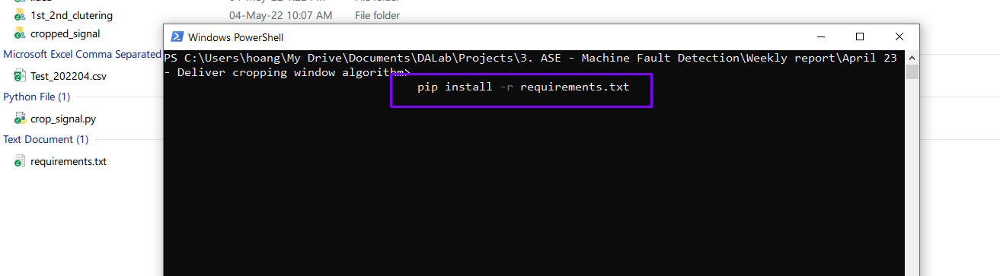 1st_2nd_clutering 04-May-22 10:07 AM File folder
cropped_signal
Windows PowerShell
Microsoft Excel Comma Separated
PS C:\Users\hoang\My Drive\Documents\DALab\Projects\3. ASE - Machine Fault Detection\Weekly report\April 23
- Deliver cropping window algorithm>
Test_202204.csv
pip install -r requirements.txt
Python File (1)
crop_signal.py
Text Document (1)
requirements.txt